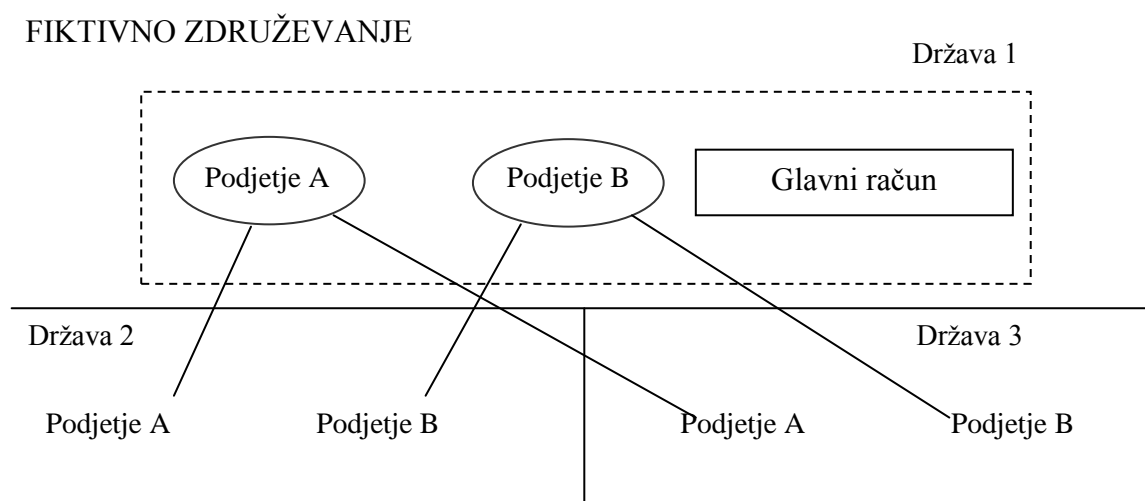 FIKTIVNO ZDRUŽEVANJE
Država 1
Podjetje A
Podjetje B
Glavni račun
Država 2
Država 3
Podjetje A
Podjetje B
Podjetje A
Podjetje B